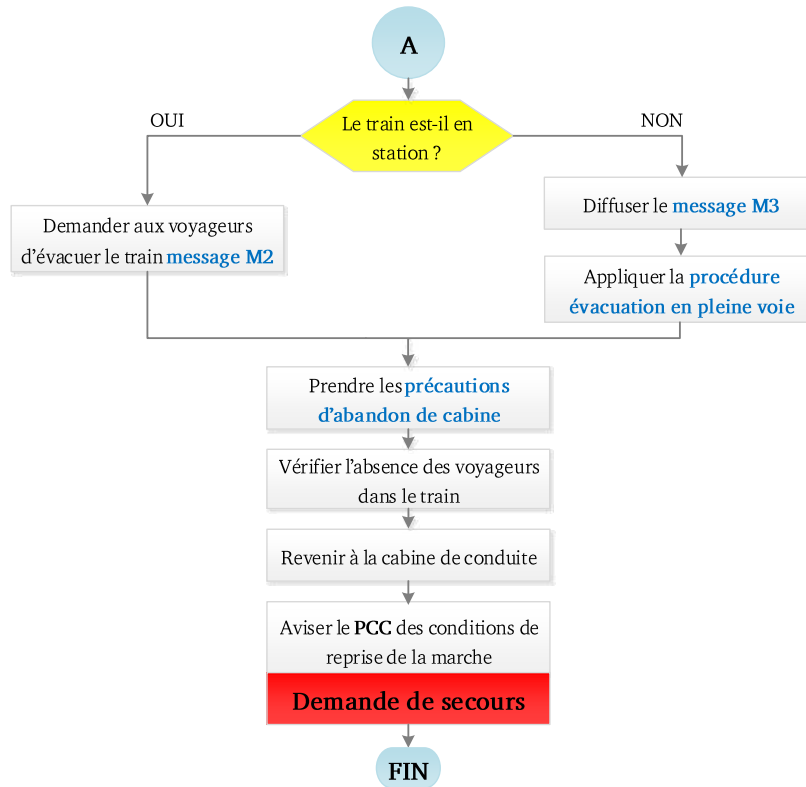 A
Le train est-il en
station ?
OUI
NON
Demander aux voyageurs
d'évacuer le train message M2
Diffuser le message M3
Appliquer la procédure
évacuation en pleine voie
Prendre les précautions
d'abandon de cabine
Vérifier l'absence des voyageurs
dans le train
Revenir à la cabine de conduite
Aviser le PCC des conditions de
reprise de la marche
Demande de secours
FIN